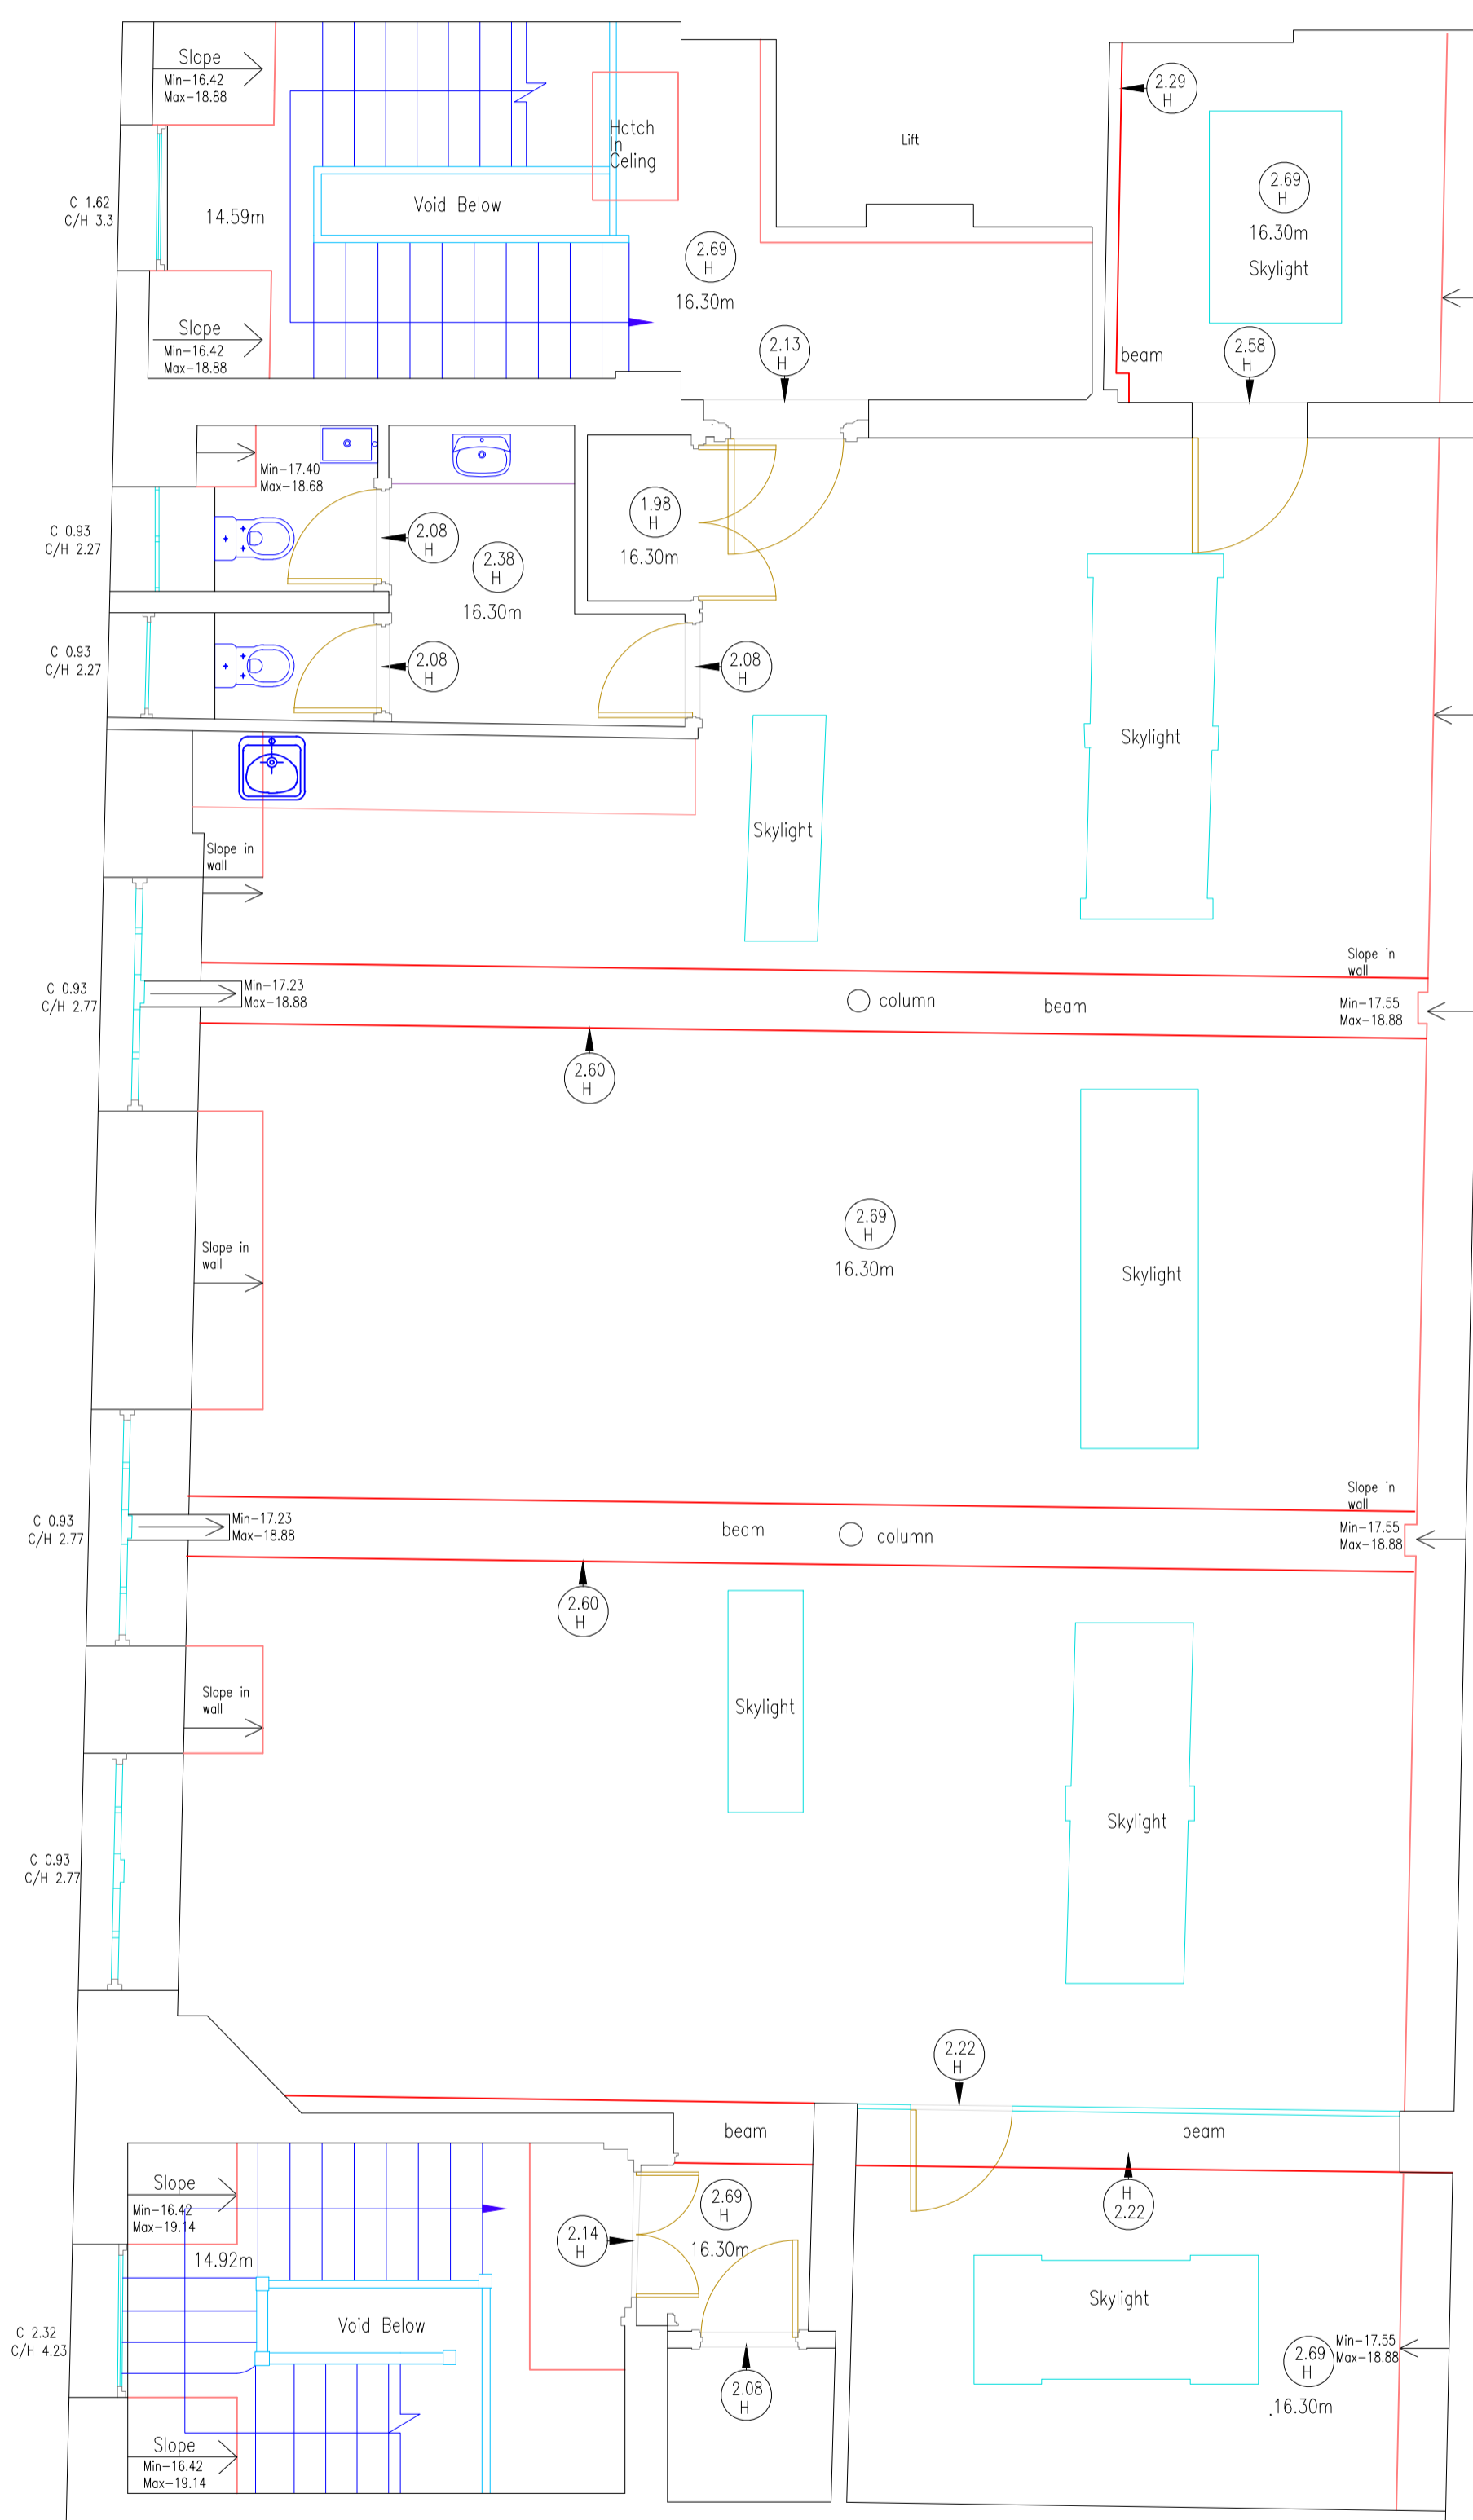 Slope
Min-16.42
Max-18.88
2.29
H
Hatch
In
Celing
Lift
C 1.62
C/H 3.3
14.59m
Void Below
2.69
H
16.30m
Skylight
2.69
H
16.30m
Slope
Min-16.42
Max-18.88
2.13
H
beam
2.58
H
Min-17.40
Max-18.68
1.98
H
16.30m
C 0.93
C/H 2.27
2.08
H
2.38
H
16.30m
C 0.93
C/H 2.27
2.08
H
2.08
H
Skylight
Skylight
Slope in
wall
Slope in
wall
C 0.93
C/H 2.77
Min-17.23
Max-18.88
column
beam
Min-17.55
Max-18.88
2.60
H
2.69
H
16.30m
Slope in
wall
Skylight
Slope in
wall
C 0.93
C/H 2.77
Min-17.23
Max-18.88
beam
column
Min-17.55
Max-18.88
2.60
H
Slope in
wall
Skylight
Skylight
C 0.93
C/H 2.77
2.22
H
beam
beam
Slope
Min-16.42
Max-19.14
14.92m
2.69
H
16.30m
H
2.22
2.14
H
Skylight
Void Below
C 2.32
C/H 4.23
Min-17.55
Max-18.88
2.69
H
.16.30m
2.08
H
Slope
Min-16.42
Max-19.14